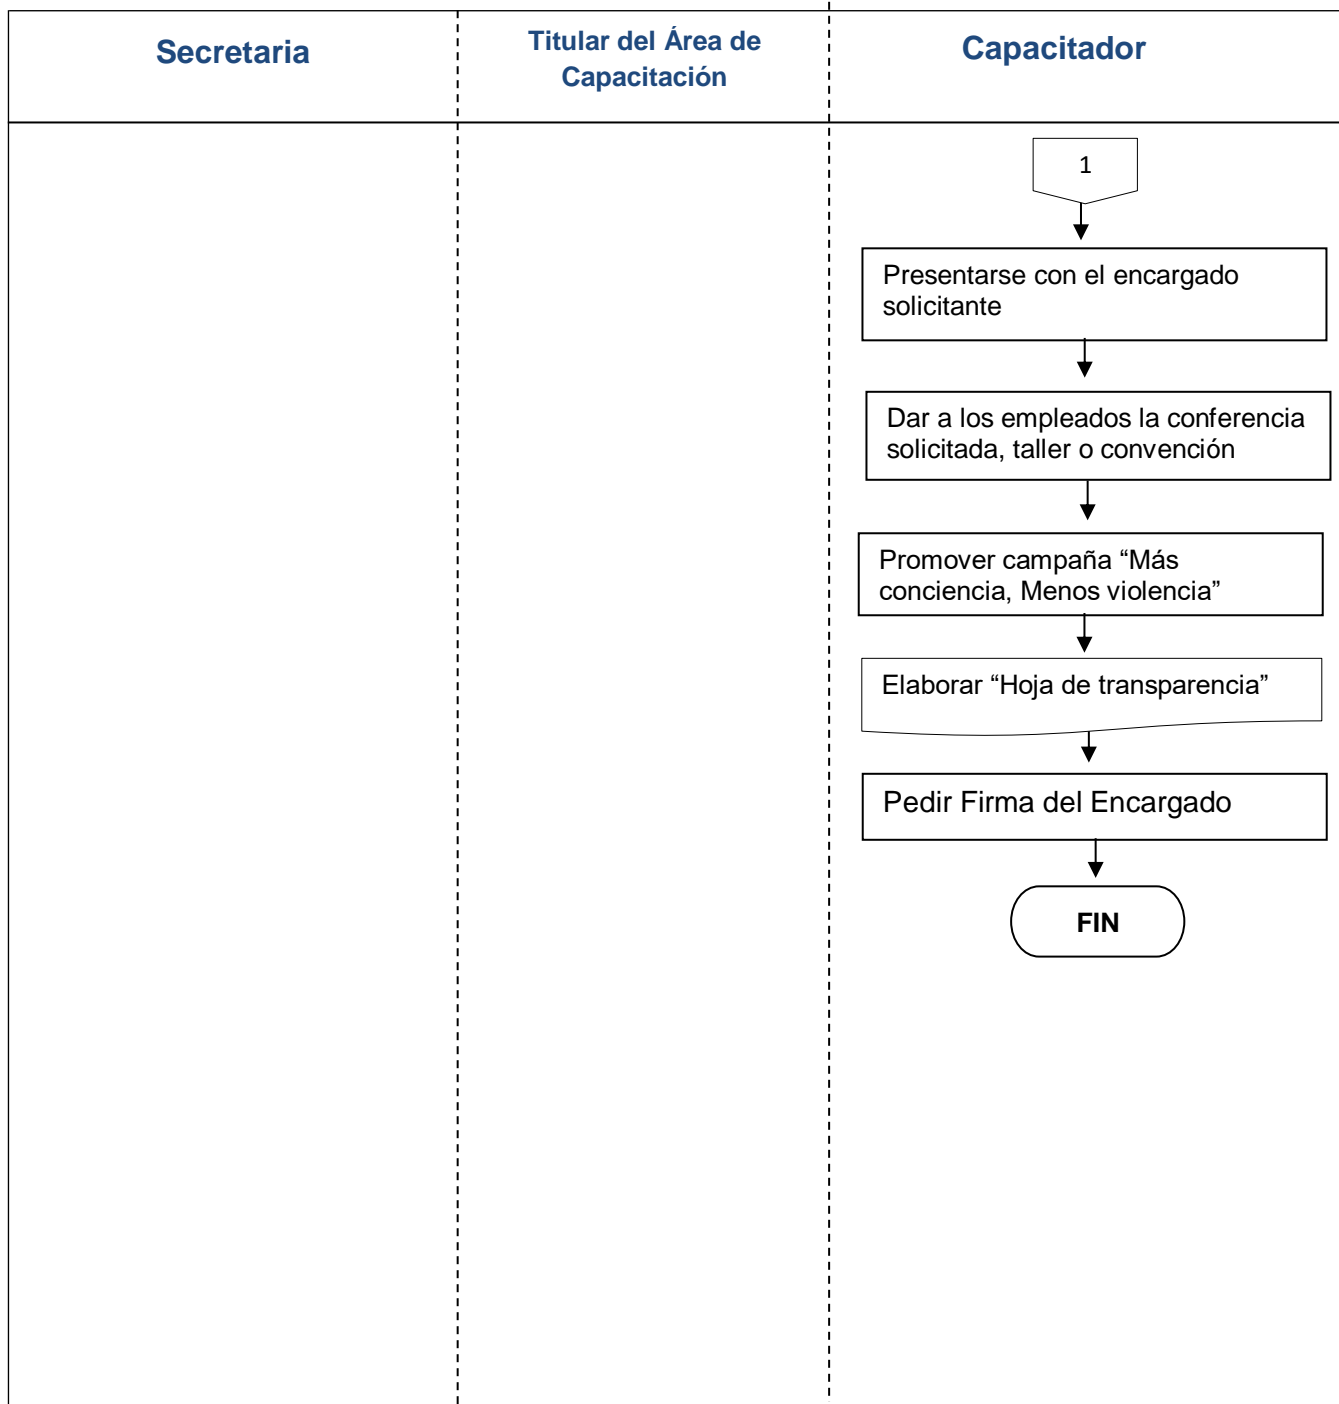 Secretaria
Titular del Área de
Capacitación
Capacitador
1
Presentarse con el encargado
solicitante
Dar a los empleados la conferencia
solicitada, taller o convención
Promover campaña “Más
conciencia, Menos violencia”
Elaborar “Hoja de transparencia”
Pedir Firma del Encargado
FIN